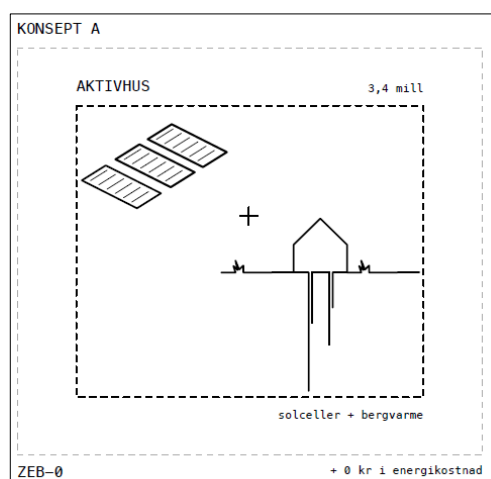 KONSEPT A
AKTIVHUS
3,4 mill
solceller + bergvarme
ZEB-0
+ 0 kr i energikostnad